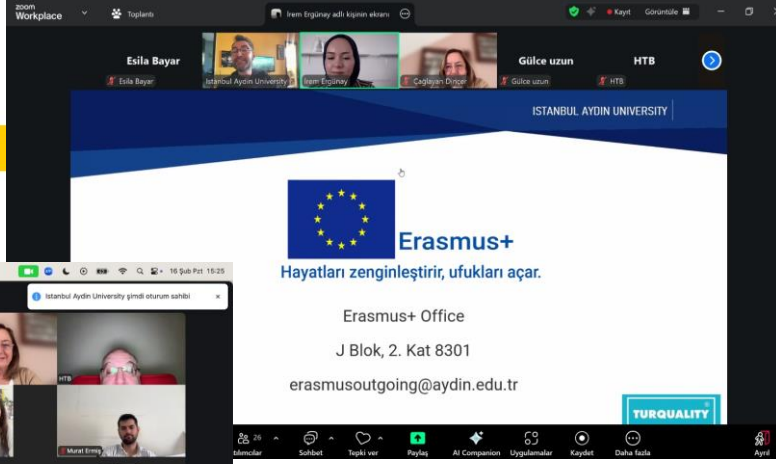 zoom
Workplace
Toplantı
İrem Ergünay adlı kişinin ekranı
Kayıt
Görüntüle
Esila Bayar
Gülce uzun
HTB
Esila Bayar
Istanbul Aydın University
İrem Ergünay
Çağlayan Dinçer
Gülce uzun
HTB
ISTANBUL AYDIN UNIVERSITY
Erasmus+
Hayatları zenginleştirir, ufukları açar.
Erasmus+ Office
J Blok, 2. Kat 8301
erasmusoutgoing@aydin.edu.tr
TURQUALITY
16 Şub Pzt 15:25
Istanbul Aydin University şimdi oturum sahibi
HTB
Murat Ermiş
26
Sohbet
Tepki ver
Paylaş
AI Companion
Uygulamalar
Kaydet
Daha fazla
Ayrıl